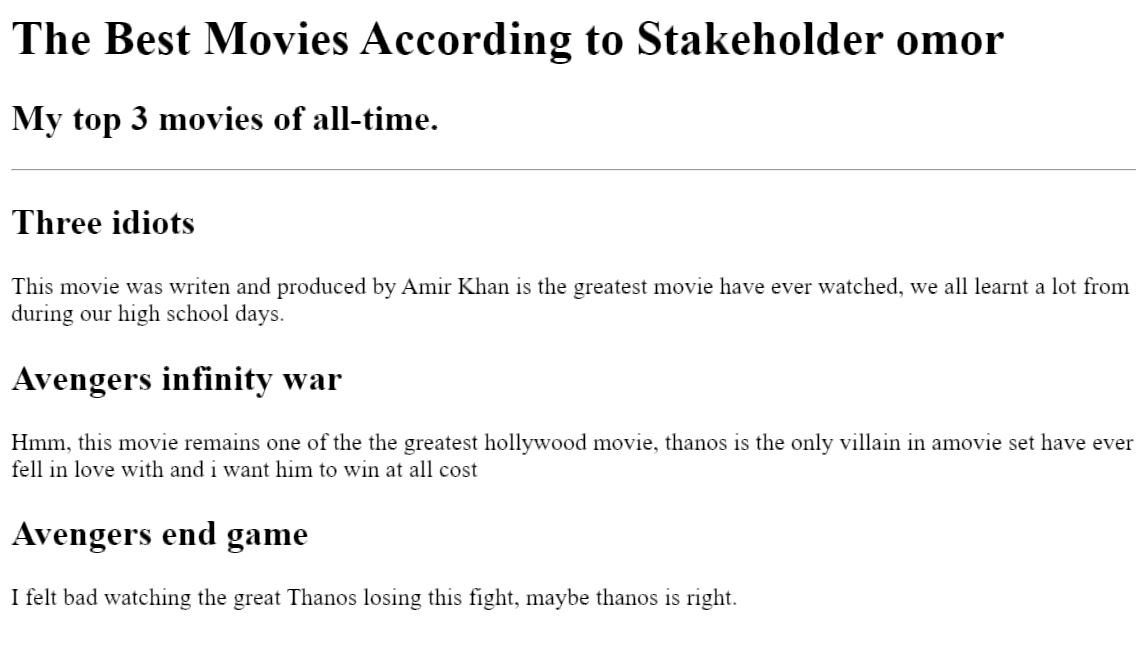 The Best Movies According to Stakeholder omor
My top 3 movies of all-time.
Three idiots
This movie was writen and produced by Amir Khan is the greatest movie have ever watched, we all learnt a lot from
during our high school days.
Avengers infinity war
Hmm, this movie remains one of the the greatest hollywood movie, thanos is the only villain in amovie set have ever
fell in love with and i want him to win at all cost
Avengers end game
I felt bad watching the great Thanos losing this fight, maybe thanos is right.